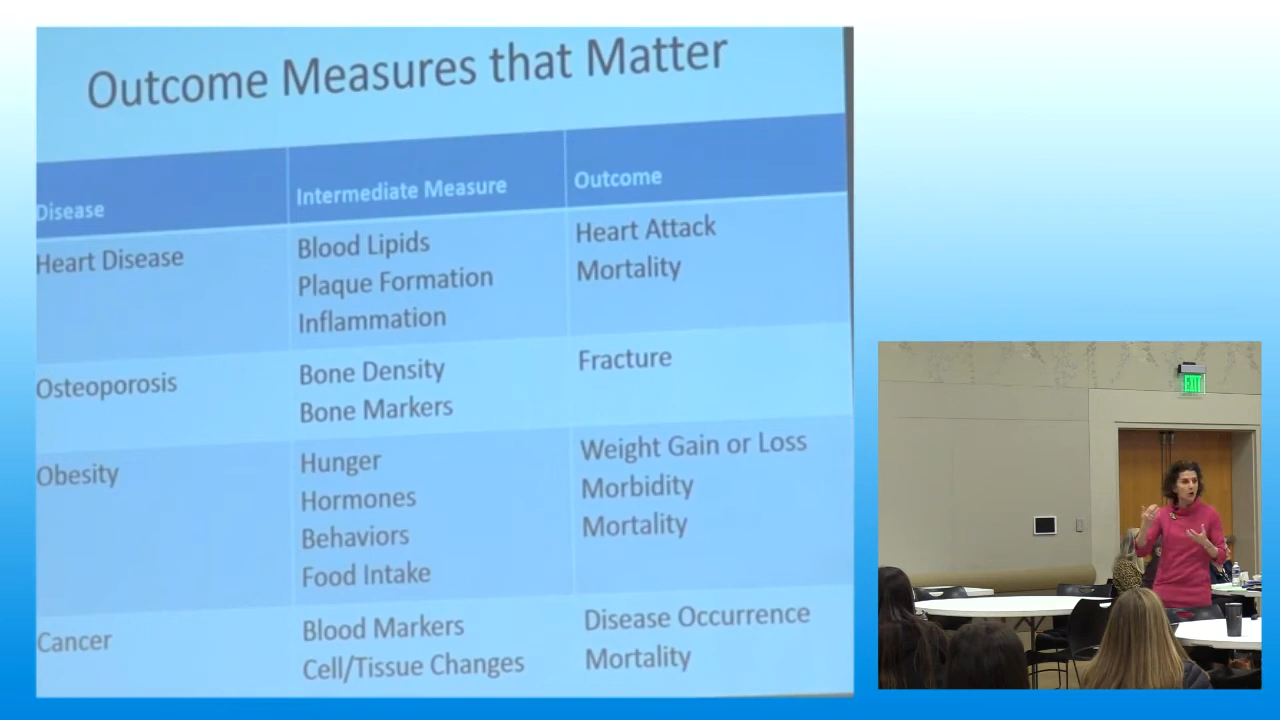 Outcome Measures that Matter
Disease Intermediate Measure Outcome
Heart Disease Blood Lipids Heart Attack
Plaque Formation Mortality
Inflammation
Osteoporosis Bone Density Fracture
Bone Markers
Obesity Hunger Weight Gain or Loss
Hormones Morbidity
Behaviors Mortality
Food Intake
Cancer Blood Markers Disease Occurrence
Cell/Tissue Changes Mortality
EXIT